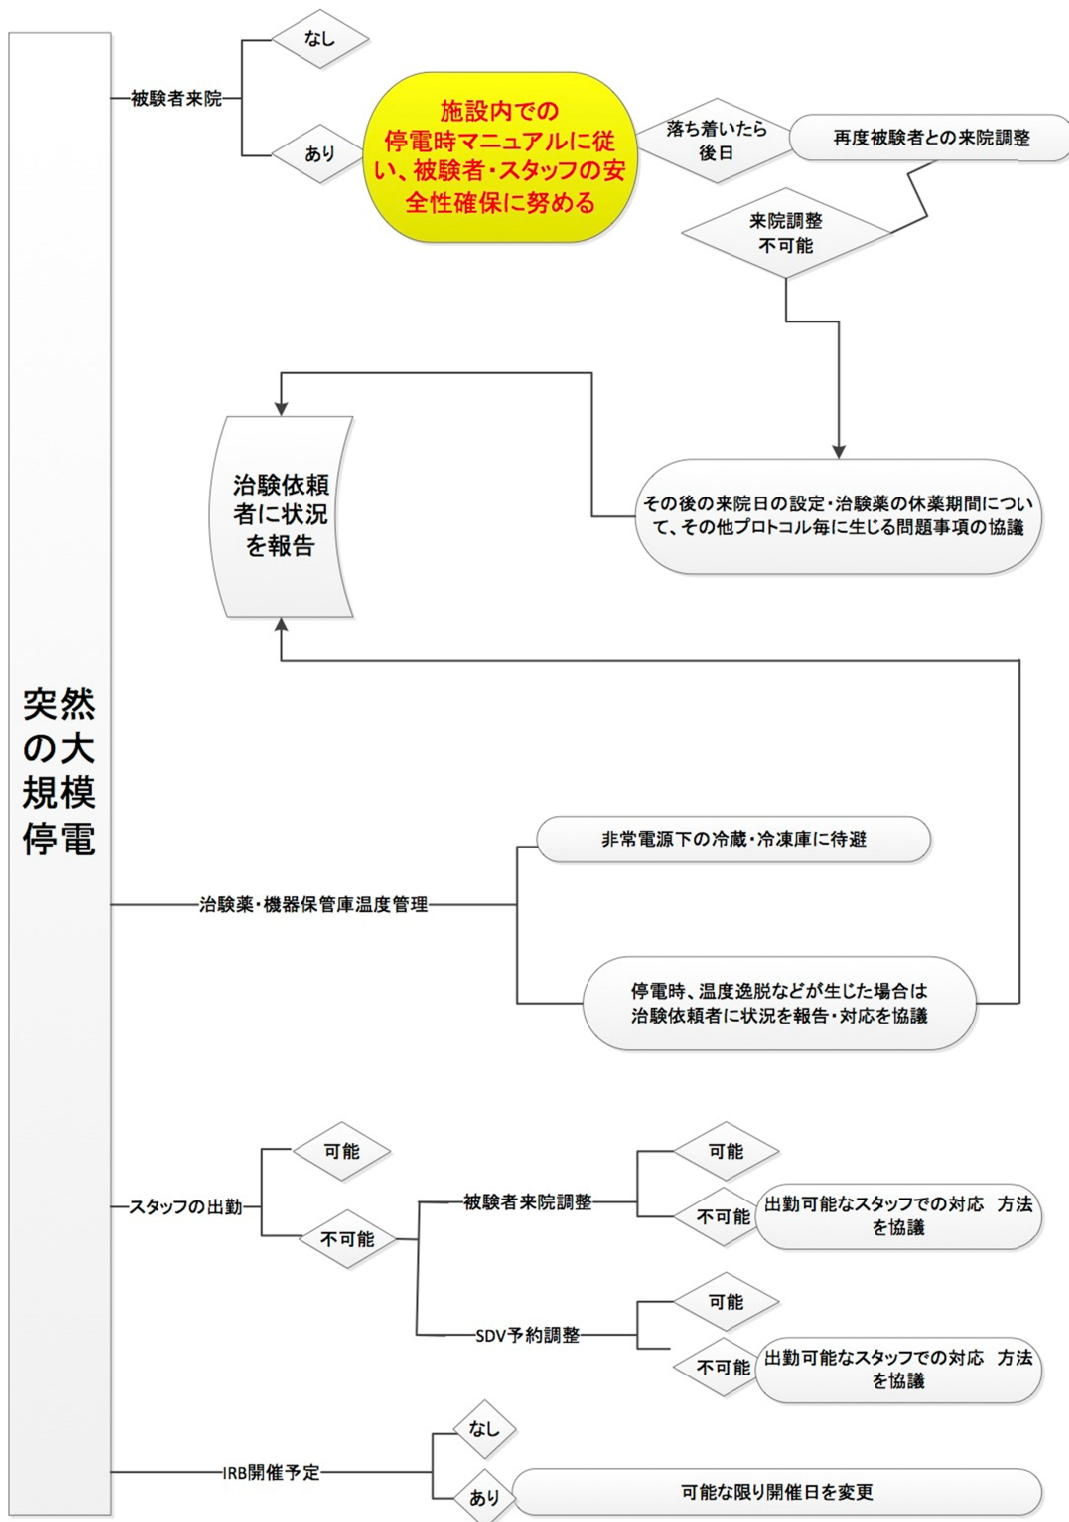 突然
の大
規模
停電
被験者来院
なし
あり
施設内での
停電時マニュアルに従
い、被験者・スタッフの安
全性確保に努める
落ち着いたら
後日
再度被験者との来院調整
来院調整
不可能
その後の来院日の設定・治験薬の休薬期間につい
て、その他プロトコル毎に生じる問題事項の協議
治験依頼
者に状況
を報告
治験薬・機器保管庫温度管理
非常電源下の冷蔵・冷凍庫に待避
停電時、温度逸脱などが生じた場合は
治験依頼者に状況を報告・対応を協議
スタッフの出勤
可能
不可能
被験者来院調整
可能
不可能
出勤可能なスタッフでの対応　方法
を協議
SDV予約調整
可能
不可能
出勤可能なスタッフでの対応　方法
を協議
IRB開催予定
なし
あり
可能な限り開催日を変更